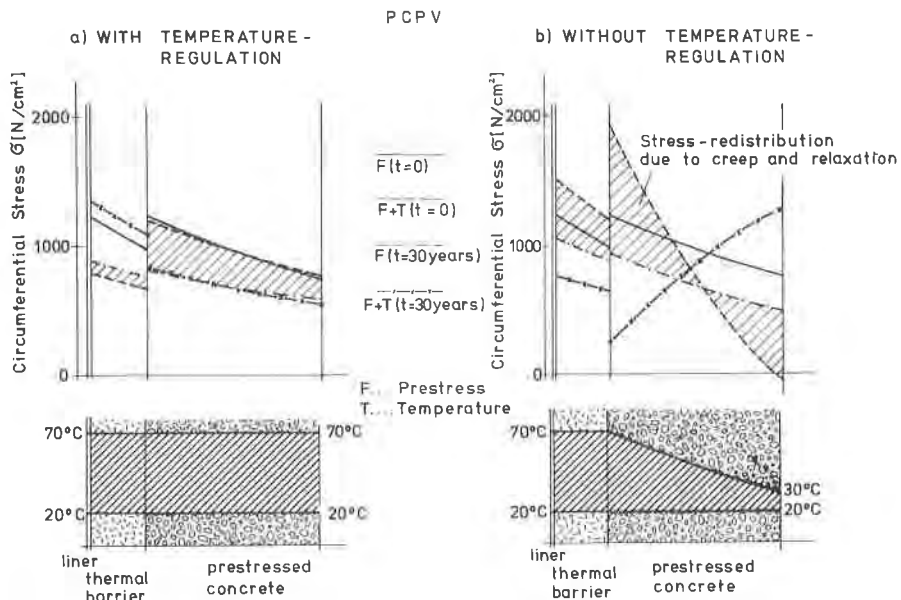 PCPV
a) WITH TEMPERATURE-
REGULATION
Circumferential Stress σ[N/cm²]
2000
1000
0
F(t=0)
F+T(t=0)
F(t=30years)
F+T(t=30years)
F... Prestress
T.... Temperature
b) WITHOUT TEMPERATURE-
REGULATION
Circumferential Stress σ[N/cm²]
2000
1000
0
Stress-redistribution
due to creep and relaxation
70°C
20°C
70°C
20°C
liner
thermal
barrier
prestressed
concrete
70°C
20°C
30°C
20°C
liner
thermal
barrier
prestressed
concrete